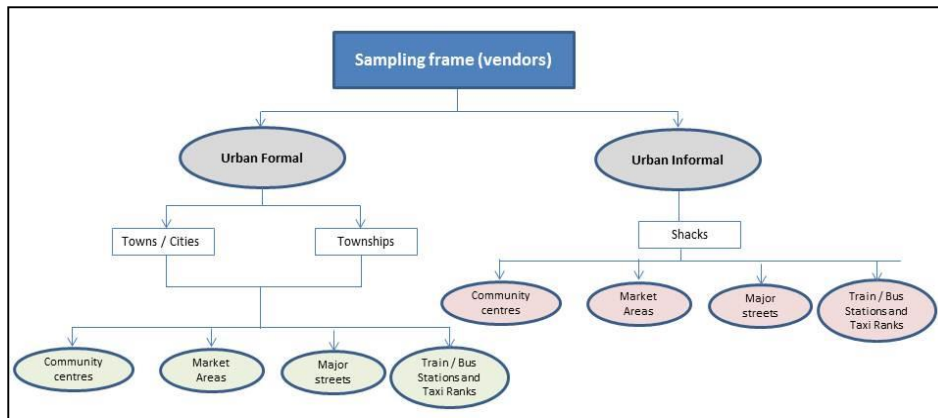 Sampling frame (vendors)
Urban Formal
Urban Informal
Towns / Cities
Townships
Shacks
Community
centres
Market
Areas
Major
streets
Train / Bus
Stations and
Taxi Ranks
Community
centres
Market
Areas
Major
streets
Train / Bus
Stations and
Taxi Ranks